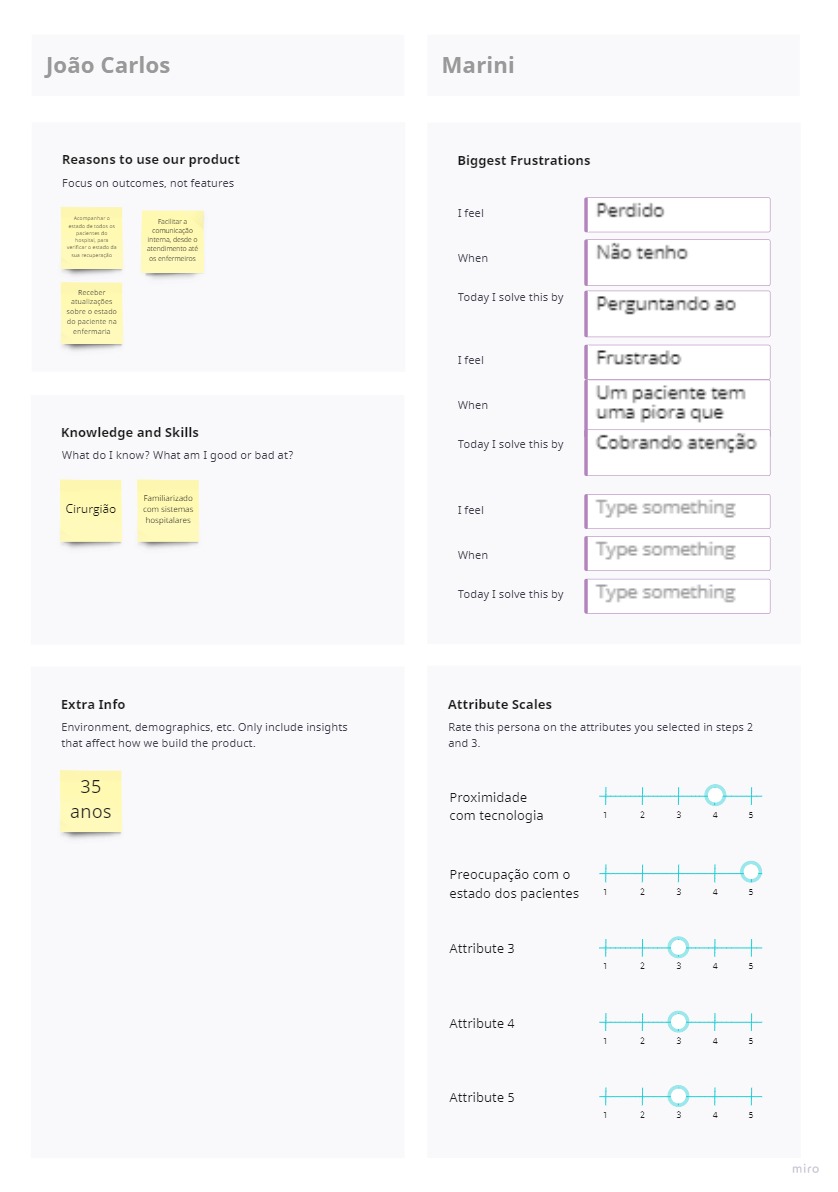 João Carlos
Marini
Reasons to use our product
Focus on outcomes, not features
Acompanhar o
estado de todos os
pacientes do
hospital, para
verificar o estado da
sua recuperação
Facilitar a
comunicação
interna, desde o
atendimento até
os enfermeiros
Receber
atualizações
sobre o estado
do paciente na
enfermaria
Knowledge and Skills
What do I know? What am I good or bad at?
Cirurgião
Familiarizado
com sistemas
hospitalares
Extra Info
Environment, demographics, etc. Only include insights
that affect how we build the product.
35
anos
Biggest Frustrations
I feel
Perdido
When
Não tenho
Today I solve this by
Perguntando ao
I feel
Frustrado
When
Um paciente tem
uma piora que
Today I solve this by
Cobrando atenção
I feel
Type something
When
Type something
Today I solve this by
Type something
Attribute Scales
Rate this persona on the attributes you selected in steps 2
and 3.
Proximidade
com tecnologia
1 2 3 4 5
Preocupação com o
estado dos pacientes
1 2 3 4 5
Attribute 3
1 2 3 4 5
Attribute 4
1 2 3 4 5
Attribute 5
1 2 3 4 5
miro